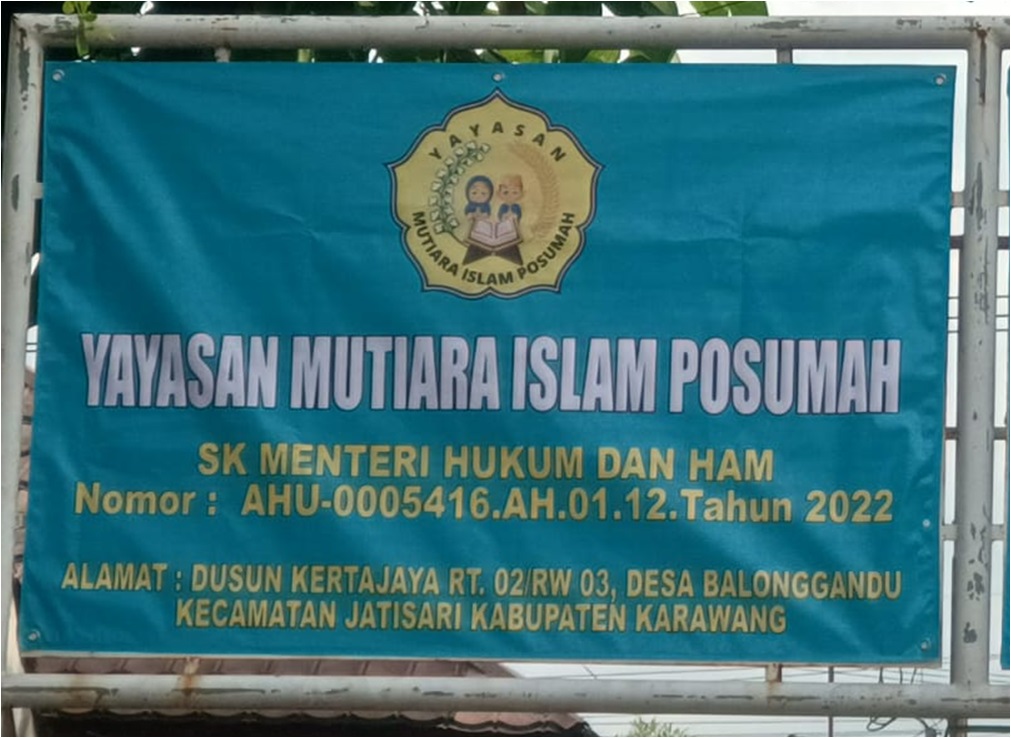 YAYASAN
MUTIARA ISLAM POSUMAH
YAYASAN MUTIARA ISLAM POSUMAH
SK MENTERI HUKUM DAN HAM
Nomor : AHU-0005416.AH.01.12.Tahun 2022
ALAMAT : DUSUN KERTAJAYA RT. 02/RW 03, DESA BALONGGANDU
KECAMATAN JATISARI KABUPATEN KARAWANG